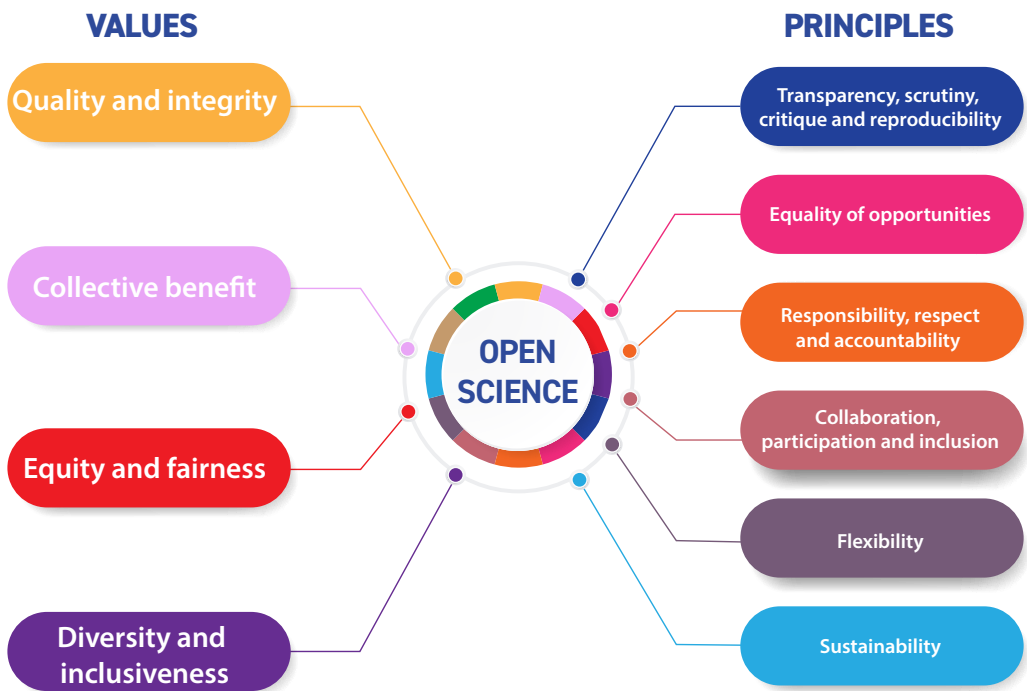 VALUES
Quality and integrity
Collective benefit
Equity and fairness
Diversity and
inclusiveness
OPEN
SCIENCE
PRINCIPLES
Transparency, scrutiny,
critique and reproducibility
Equality of opportunities
Responsibility, respect
and accountability
Collaboration,
participation and inclusion
Flexibility
Sustainability